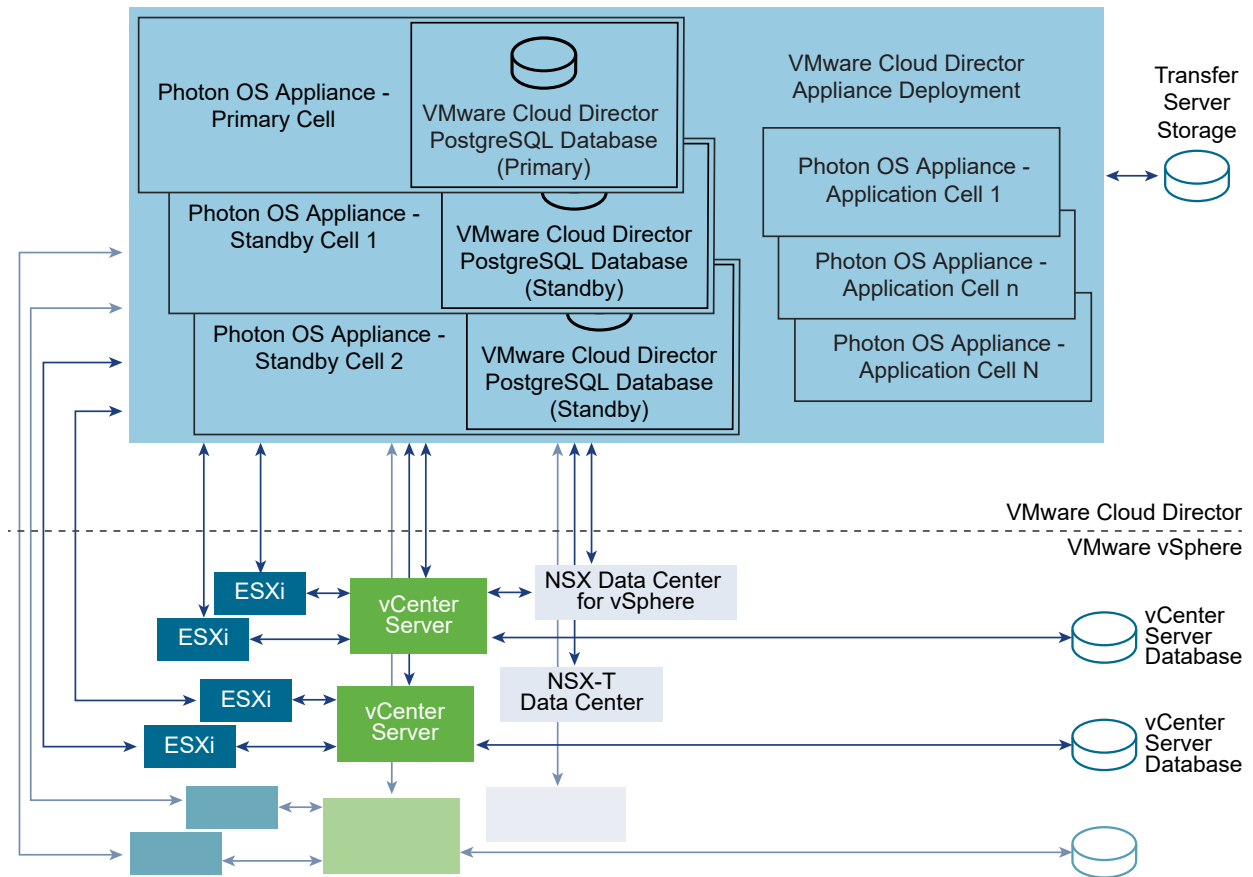 Photon OS Appliance -
Primary Cell
VMware Cloud Director
PostgreSQL Database
(Primary)
VMware Cloud Director
Appliance Deployment
Transfer
Server
Storage
Photon OS Appliance -
Standby Cell 1
VMware Cloud Director
PostgreSQL Database
(Standby)
Photon OS Appliance -
Standby Cell 2
VMware Cloud Director
PostgreSQL Database
(Standby)
Photon OS Appliance -
Application Cell 1
Photon OS Appliance -
Application Cell n
Photon OS Appliance -
Application Cell N
VMware Cloud Director
VMware vSphere
ESXi
ESXi
vCenter
Server
NSX Data Center
for vSphere
vCenter
Server
Database
ESXi
ESXi
vCenter
Server
NSX-T
Data Center
vCenter
Server
Database